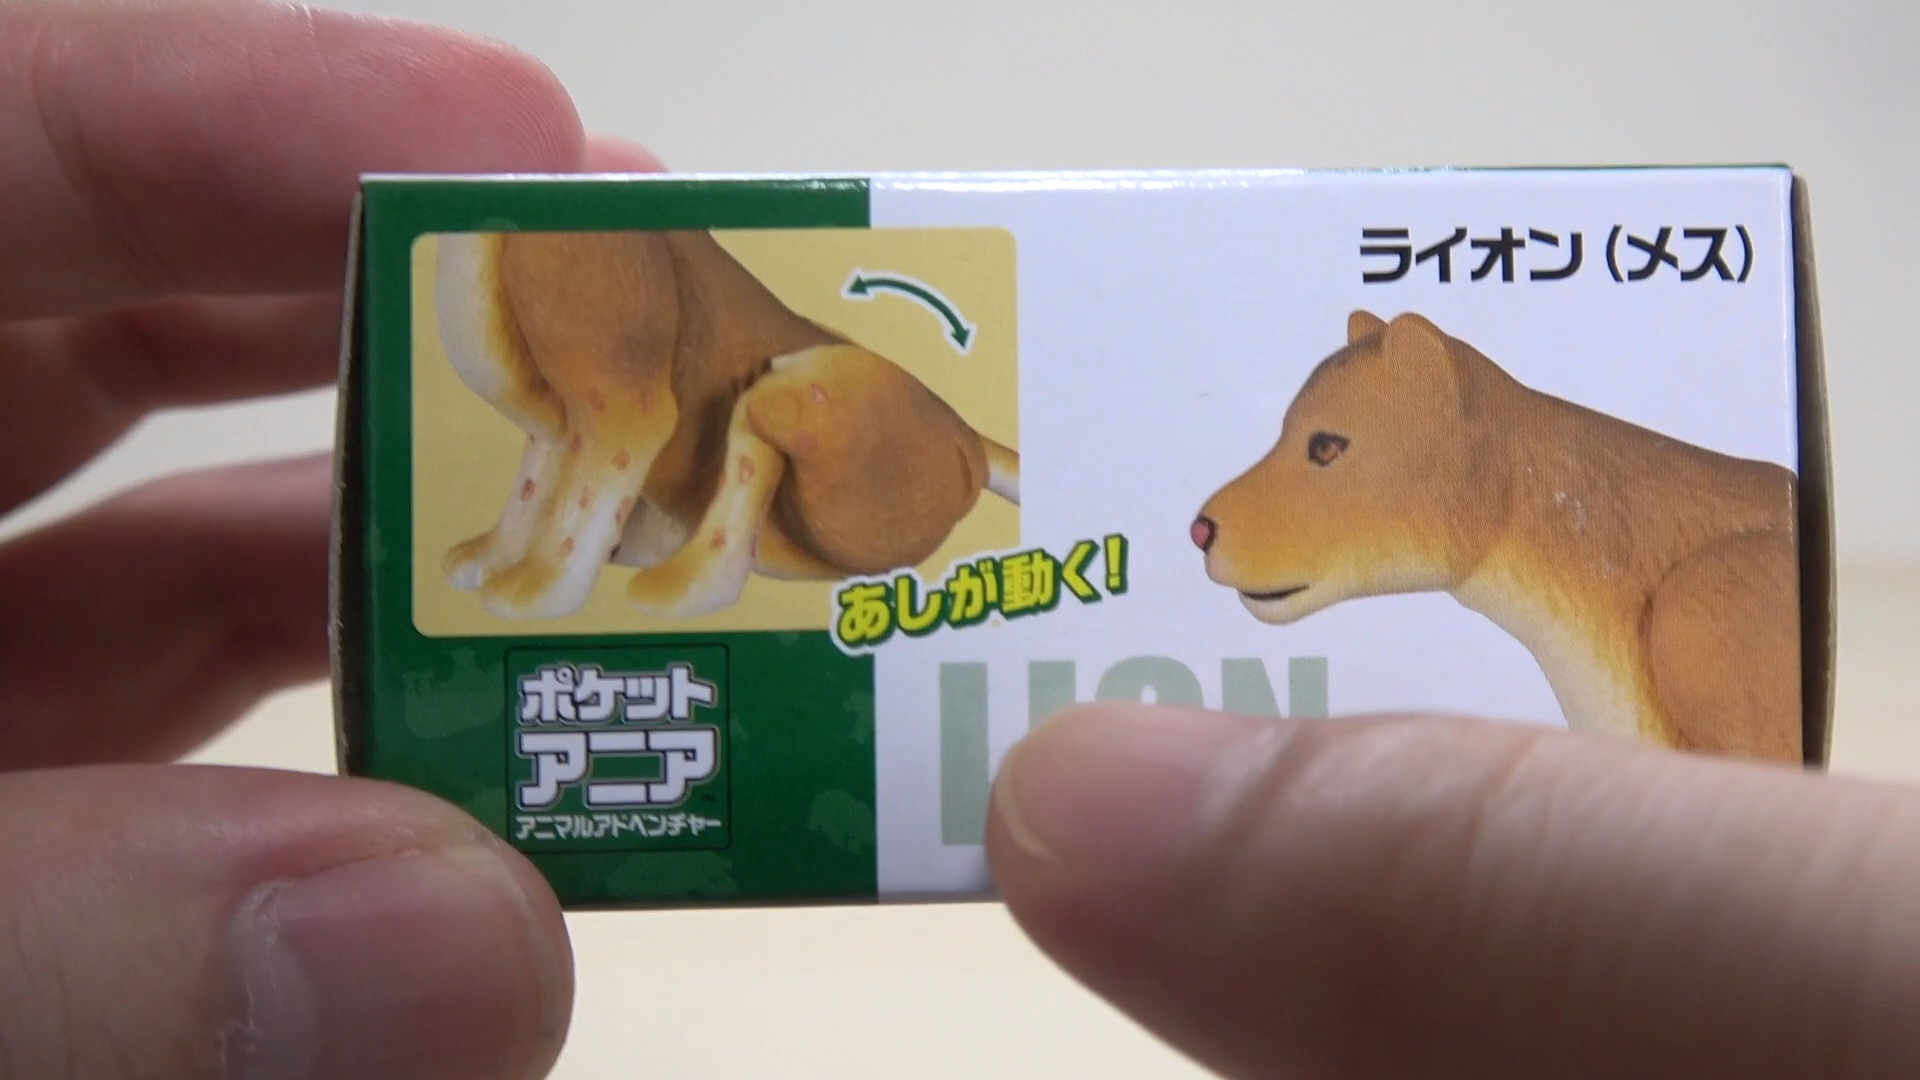 ライオン（メス）
あしが動く！
LION
ポケット
アニア
アニマルアドベンチャー